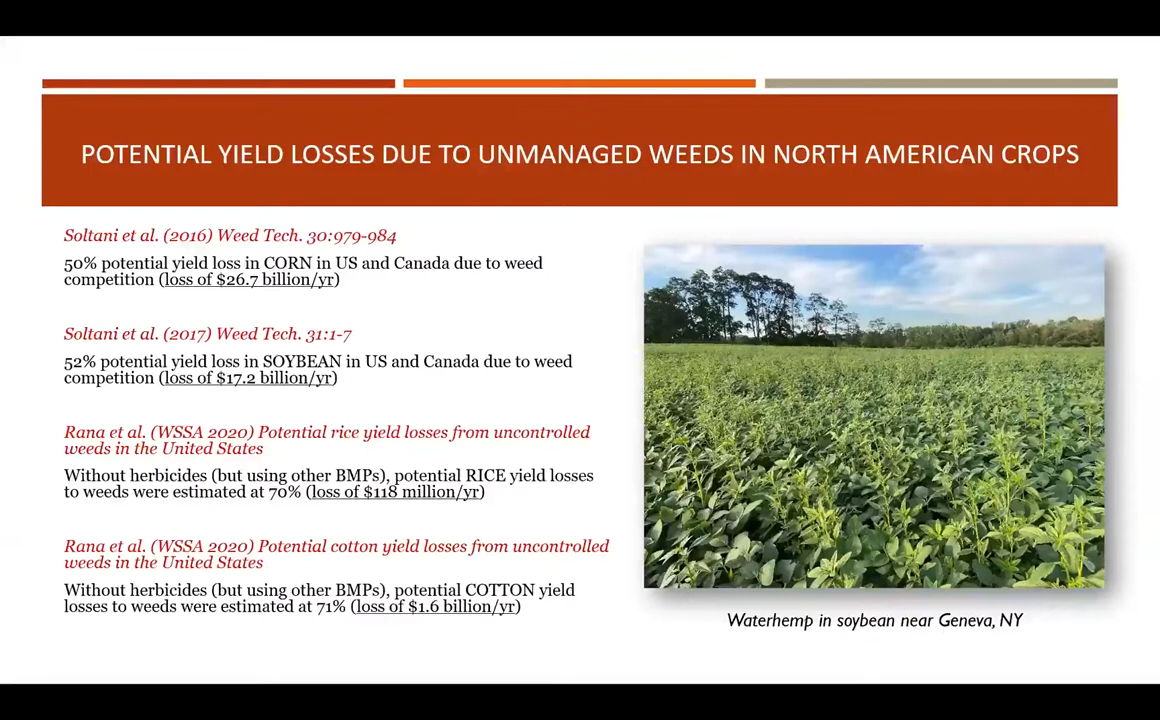 POTENTIAL YIELD LOSSES DUE TO UNMANAGED WEEDS IN NORTH AMERICAN CROPS
Soltani et al. (2016) Weed Tech. 30:979-984
50% potential yield loss in CORN in US and Canada due to weed
competition (loss of $26.7 billion/yr)
Soltani et al. (2017) Weed Tech. 31:1-7
52% potential yield loss in SOYBEAN in US and Canada due to weed
competition (loss of $17.2 billion/yr)
Rana et al. (WSSA 2020) Potential rice yield losses from uncontrolled
weeds in the United States
Without herbicides (but using other BMPs), potential RICE yield losses
to weeds were estimated at 70% (loss of $118 million/yr)
Rana et al. (WSSA 2020) Potential cotton yield losses from uncontrolled
weeds in the United States
Without herbicides (but using other BMPs), potential COTTON yield
losses to weeds were estimated at 71% (loss of $1.6 billion/yr)
Waterhemp in soybean near Geneva, NY